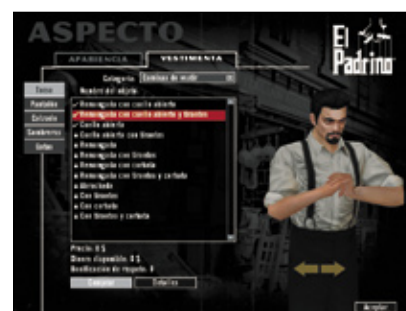 ASPECTO
El
Padrino
APARIENCIA
VESTIMENTA
Categoría: Camisas de vestir
Nombre del objeto
Torso
Pantalón
Calzado
Sombreros
Gafas
Remangada con cuello abierto
Remangada con cuello abierto y tirantes
Cuello abierto
Cuello abierto con tirantes
Remangada
Remangada con tirantes
Remangada con corbata
Remangada con tirantes y corbata
Abrochada
Con tirantes
Con corbata
Con tirantes y corbata
Precio: 0 $
Dinero disponible: 0 $
Bonificación de respeto: 0
Comprar
Detalles
Aceptar